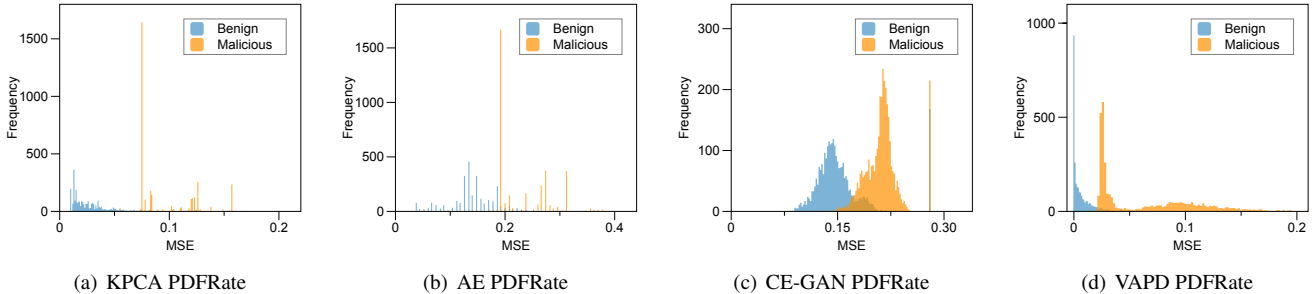 Benign
Malicious
1500
1000
500
0
Frequency
0
0.1
0.2
MSE
(a) KPCA PDFRate
Benign
Malicious
1500
1000
500
0
Frequency
0
0.2
0.4
MSE
(b) AE PDFRate
Benign
Malicious
300
200
100
0
Frequency
0
0.15
0.30
MSE
(c) CE-GAN PDFRate
Benign
Malicious
1000
500
0
Frequency
0
0.1
0.2
MSE
(d) VAPD PDFRate